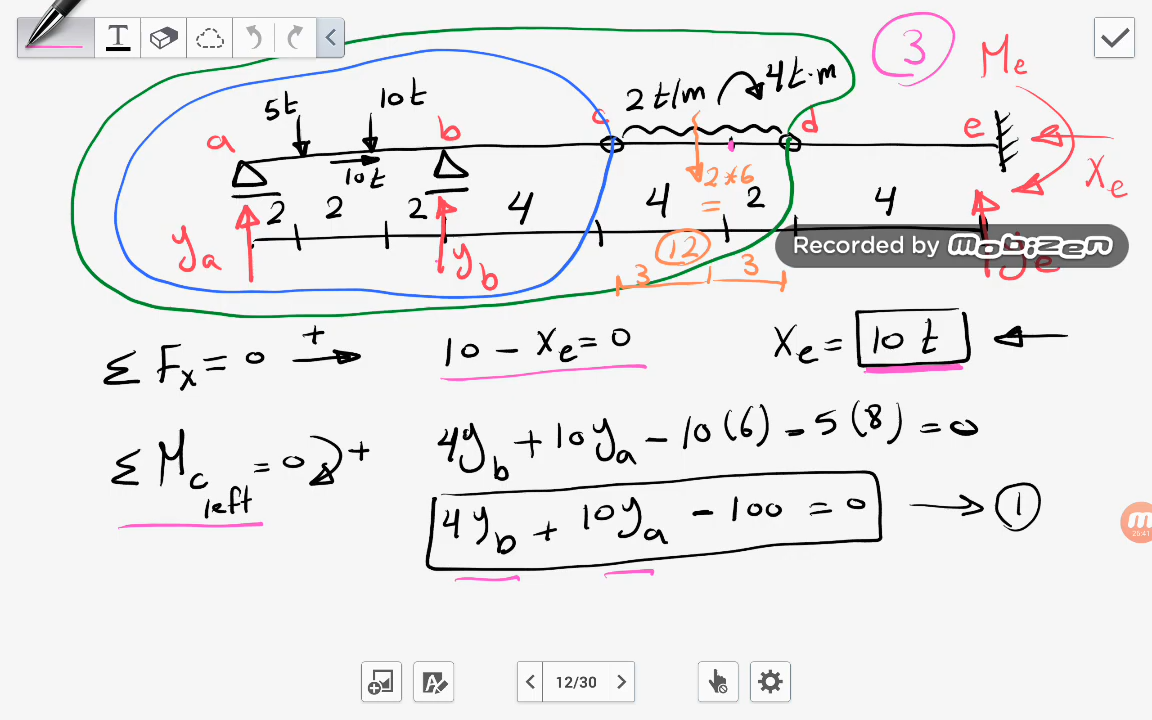 T
3
Me
5t
10t
2 t/m
4t.m
a
b
c
d
e
10t
Xe
2*6
=
2
2
2
4
4
2
4
ya
yb
12
Recorded by mobizen
ye
3
3
Σ Fx = 0 +
10 - Xe = 0
Xe = 10 t
Σ Mc left = 0 +
4yb + 10ya - 10(6) - 5(8) = 0
4yb + 10ya - 100 = 0
1
12/30